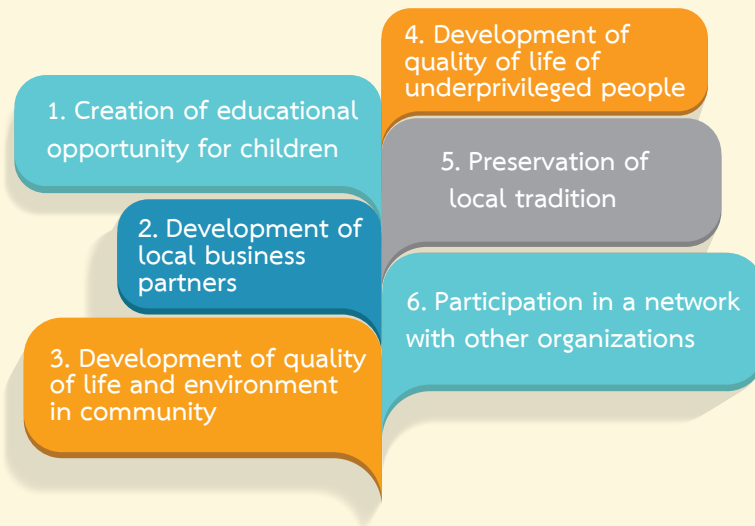 1. Creation of educational
opportunity for children
2. Development of
local business
partners
3. Development of quality
of life and environment
in community
4. Development of
quality of life of
underprivileged people
5. Preservation of
local tradition
6. Participation in a network
with other organizations